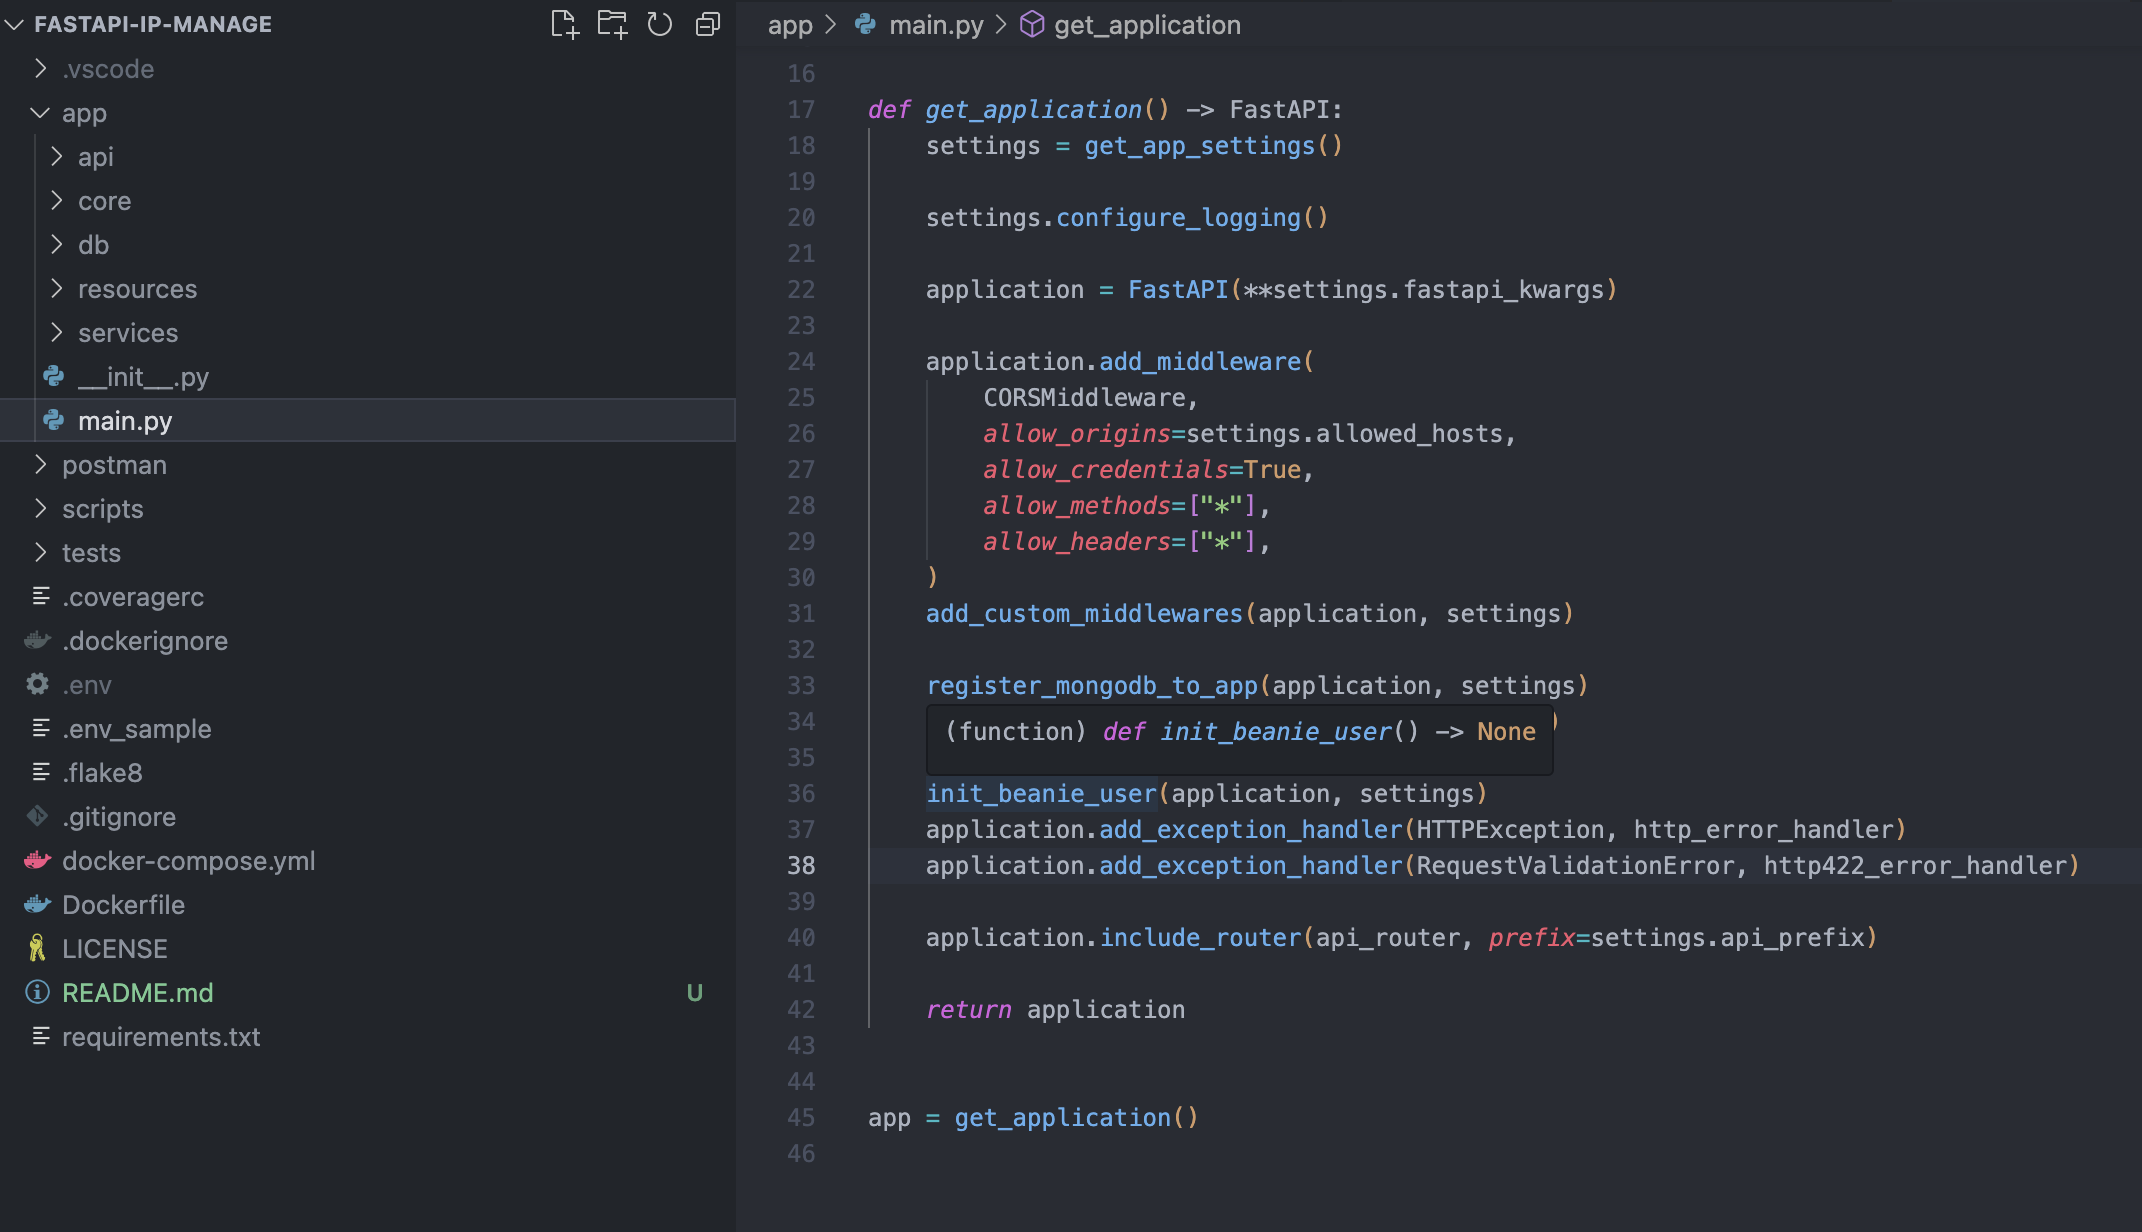 FASTAPI-IP-MANAGE
.vscode
app
api
core
db
resources
services
__init__.py
main.py
postman
scripts
tests
.coveragerc
.dockerignore
.env
.env_sample
.flake8
.gitignore
docker-compose.yml
Dockerfile
LICENSE
README.md U
requirements.txt
app > main.py > get_application
16
17 def get_application() -> FastAPI:
18     settings = get_app_settings()
19
20     settings.configure_logging()
21
22     application = FastAPI(**settings.fastapi_kwargs)
23
24     application.add_middleware(
25         CORSMiddleware,
26         allow_origins=settings.allowed_hosts,
27         allow_credentials=True,
28         allow_methods=["*"],
29         allow_headers=["*"],
30     )
31     add_custom_middlewares(application, settings)
32
33     register_mongodb_to_app(application, settings)
34 )
(function) def init_beanie_user() -> None
35
36     init_beanie_user(application, settings)
37     application.add_exception_handler(HTTPException, http_error_handler)
38     application.add_exception_handler(RequestValidationError, http422_error_handler)
39
40     application.include_router(api_router, prefix=settings.api_prefix)
41
42     return application
43
44
45 app = get_application()
46